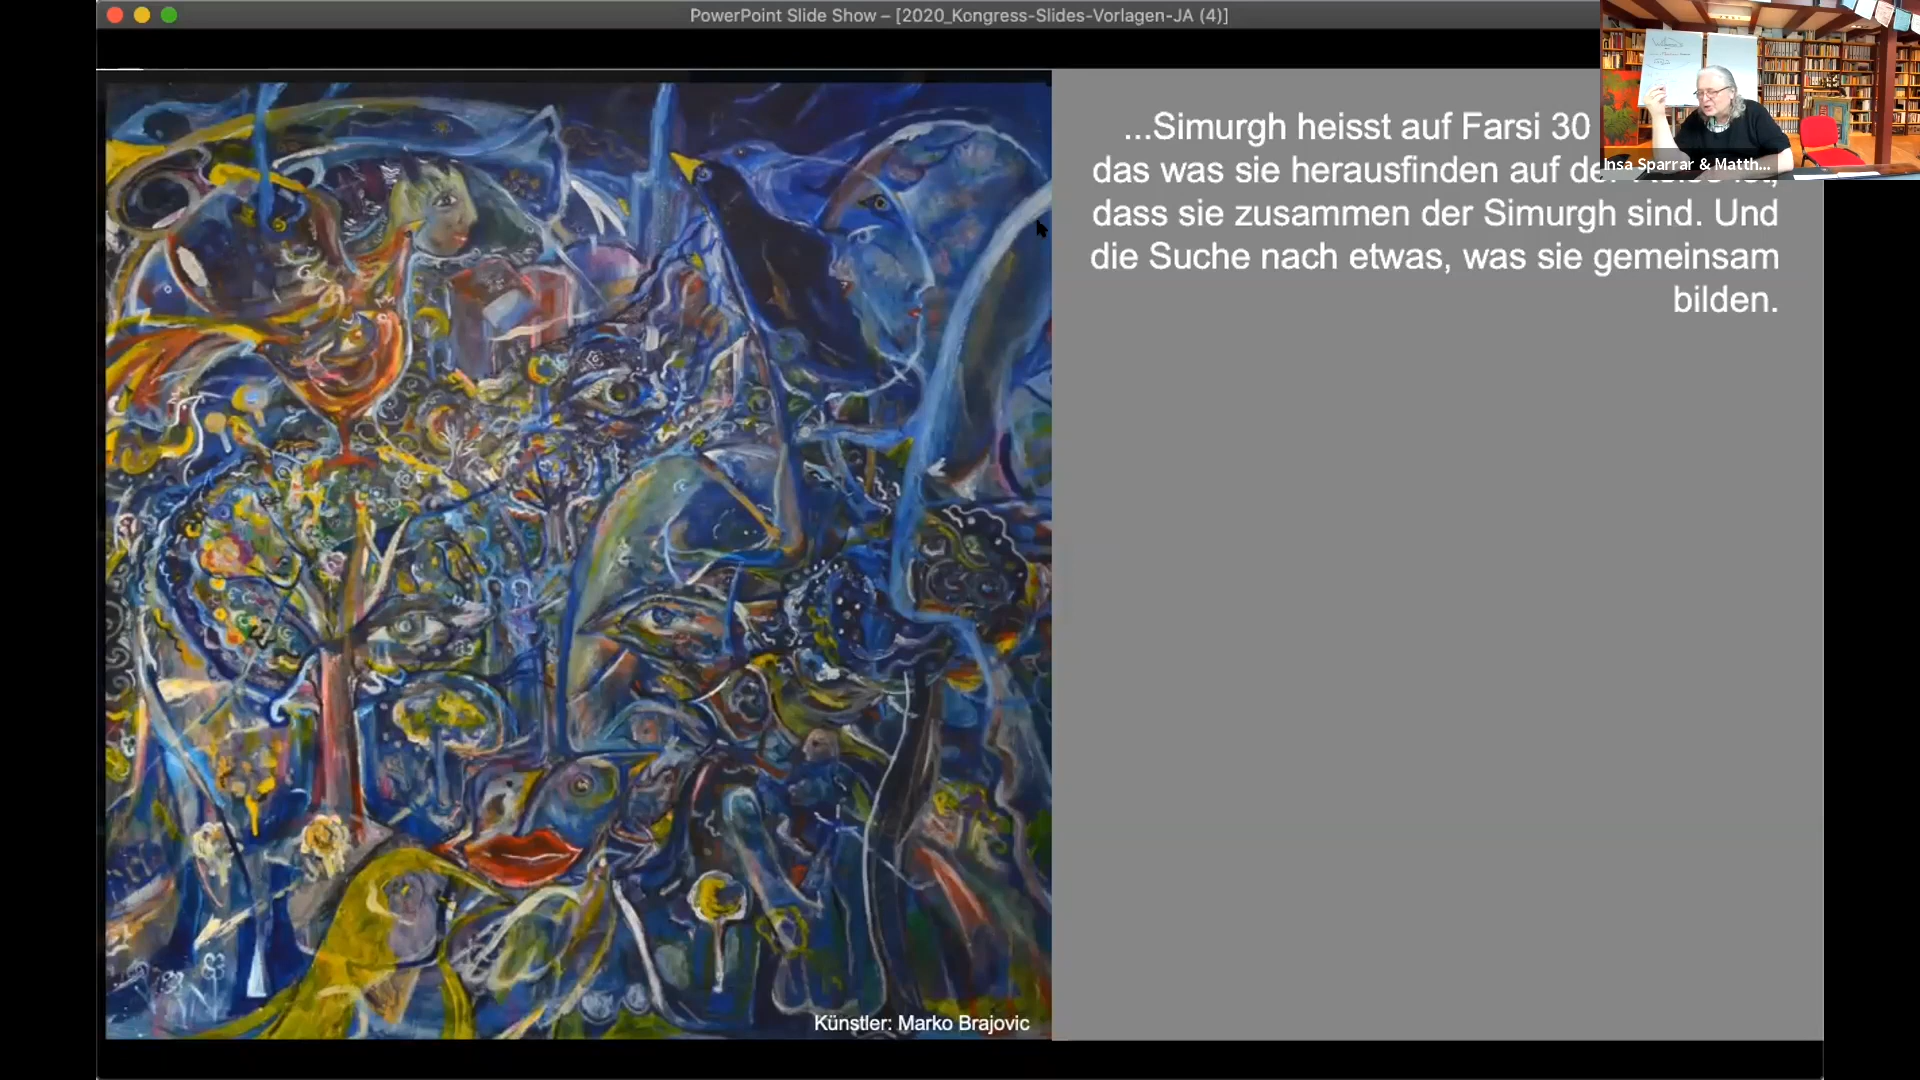 PowerPoint Slide Show – [2020_Kongress-Slides-Vorlagen-JA (4)]
Insa Sparrar & Matth...
...Simurgh heisst auf Farsi 30
das was sie herausfinden auf
dass sie zusammen der Simurgh sind. Und
die Suche nach etwas, was sie gemeinsam
bilden.
Künstler: Marko Brajovic